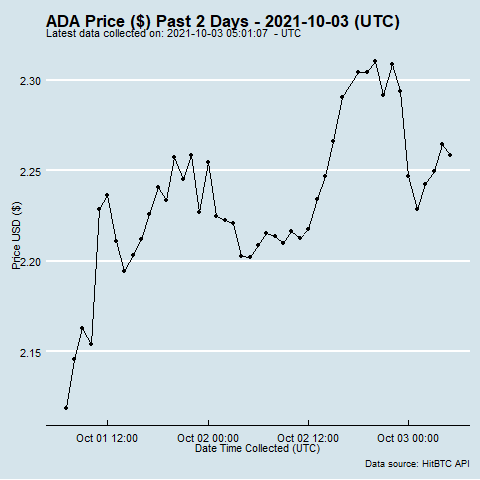 ADA Price ($) Past 2 Days - 2021-10-03 (UTC)
Latest data collected on: 2021-10-03 05:01:07 - UTC
Price USD ($)
2.30
2.25
2.20
2.15
Oct 01 12:00 Oct 02 00:00 Oct 02 12:00 Oct 03 00:00
Date Time Collected (UTC)
Data source: HitBTC API